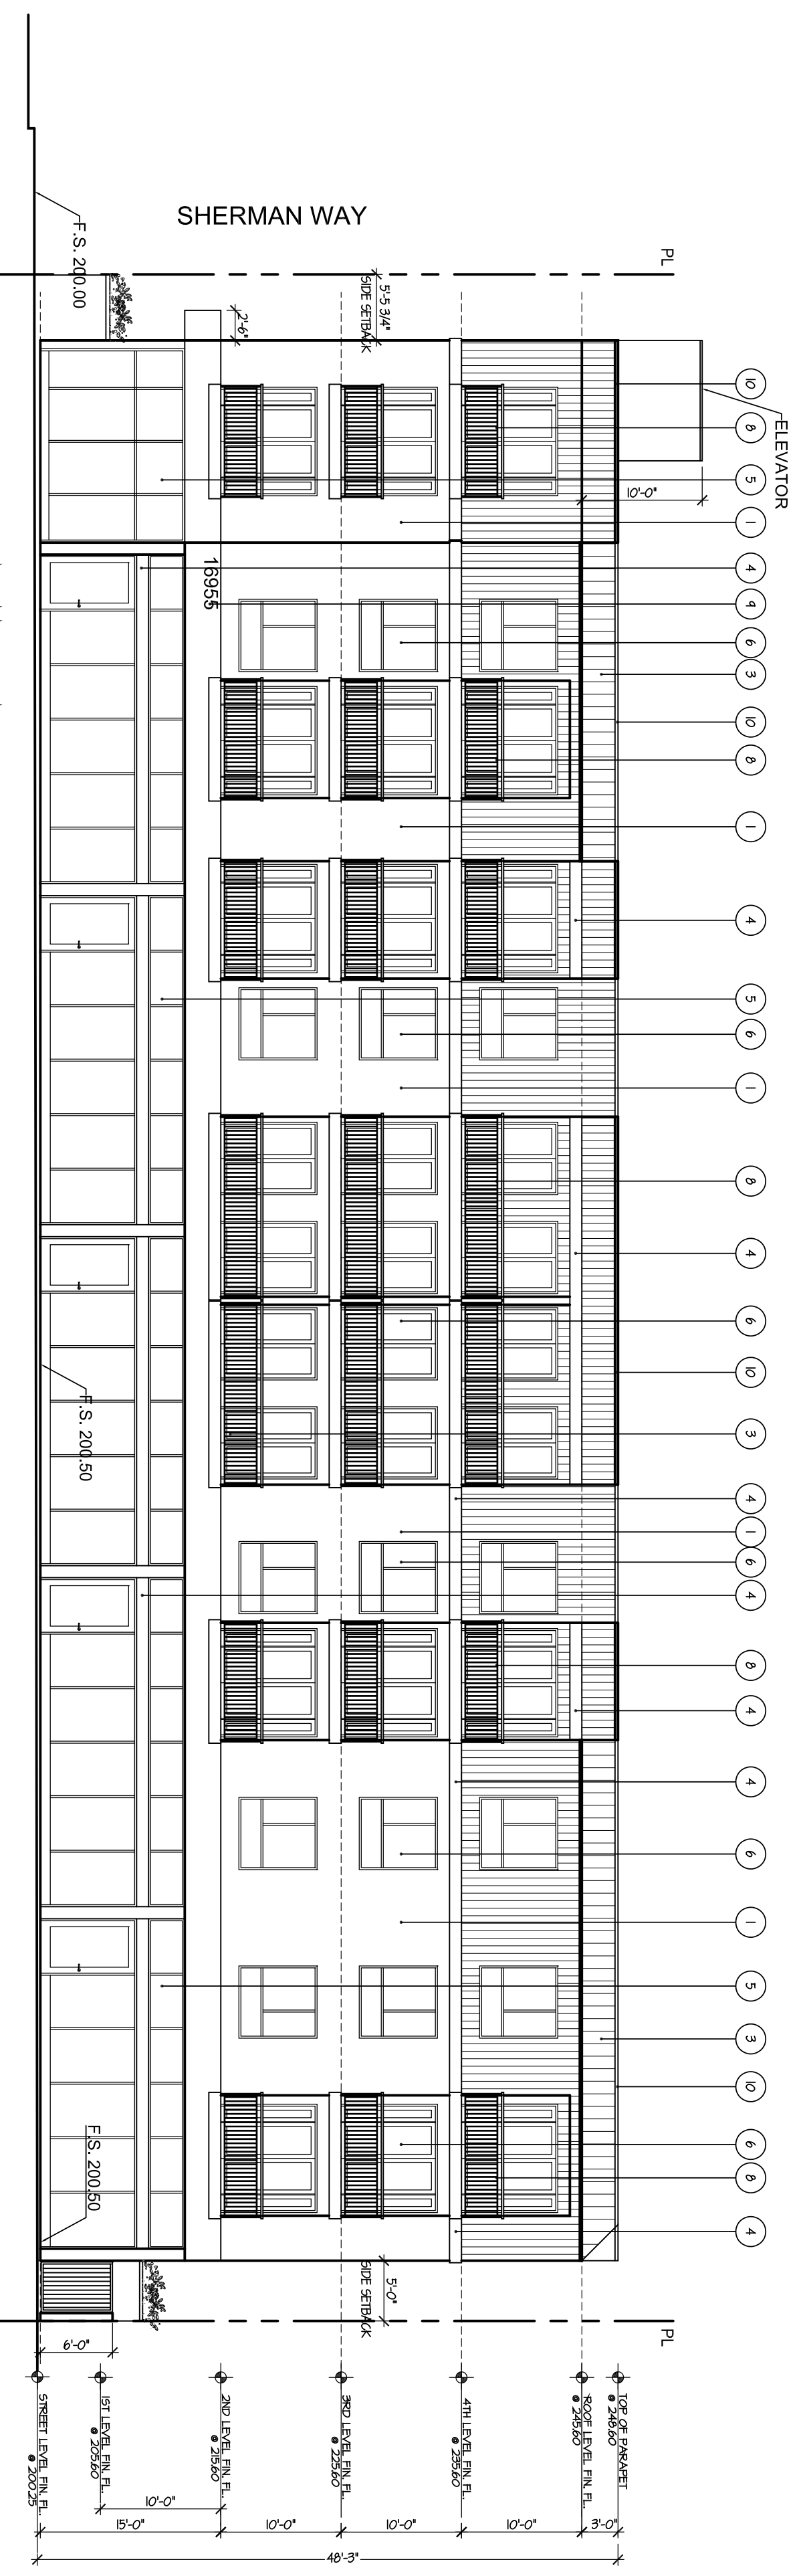 ELEVATOR
10 8 5 1 4 9 6 3 10 8 1 4 5 6 1 8 4 6 10 3 4 1 6 4 8 4 4 6 1 5 3 10 6 8 4
10'-0"
PL
PL
TOP OF PARAPET
@ 248.60
3'-0"
ROOF LEVEL FIN. FL.
@ 245.60
10'-0"
4TH LEVEL FIN. FL.
@ 235.60
5'-5 3/4"
SIDE SETBACK
5'-0"
SIDE SETBACK
10'-0"
48'-3"
3RD LEVEL FIN. FL.
@ 225.60
10'-0"
SHERMAN WAY
2'-6"
16955
2ND LEVEL FIN. FL.
@ 215.60
10'-0"
15'-0"
1ST LEVEL FIN. FL.
@ 205.60
6'-0"
F.S. 200.00
F.S. 200.50
F.S. 200.50
STREET LEVEL FIN. FL.
@ 200.25